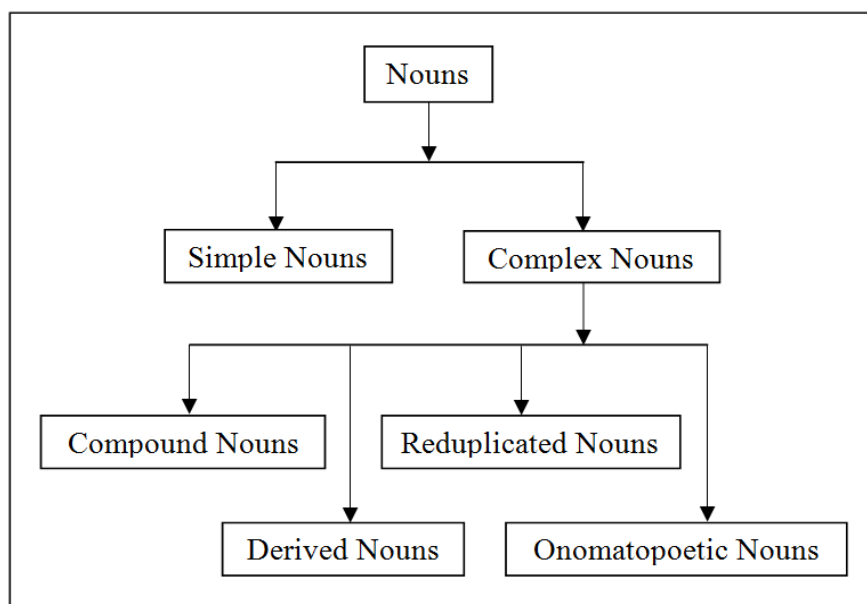 Nouns
Simple Nouns
Complex Nouns
Compound Nouns
Reduplicated Nouns
Derived Nouns
Onomatopoetic Nouns